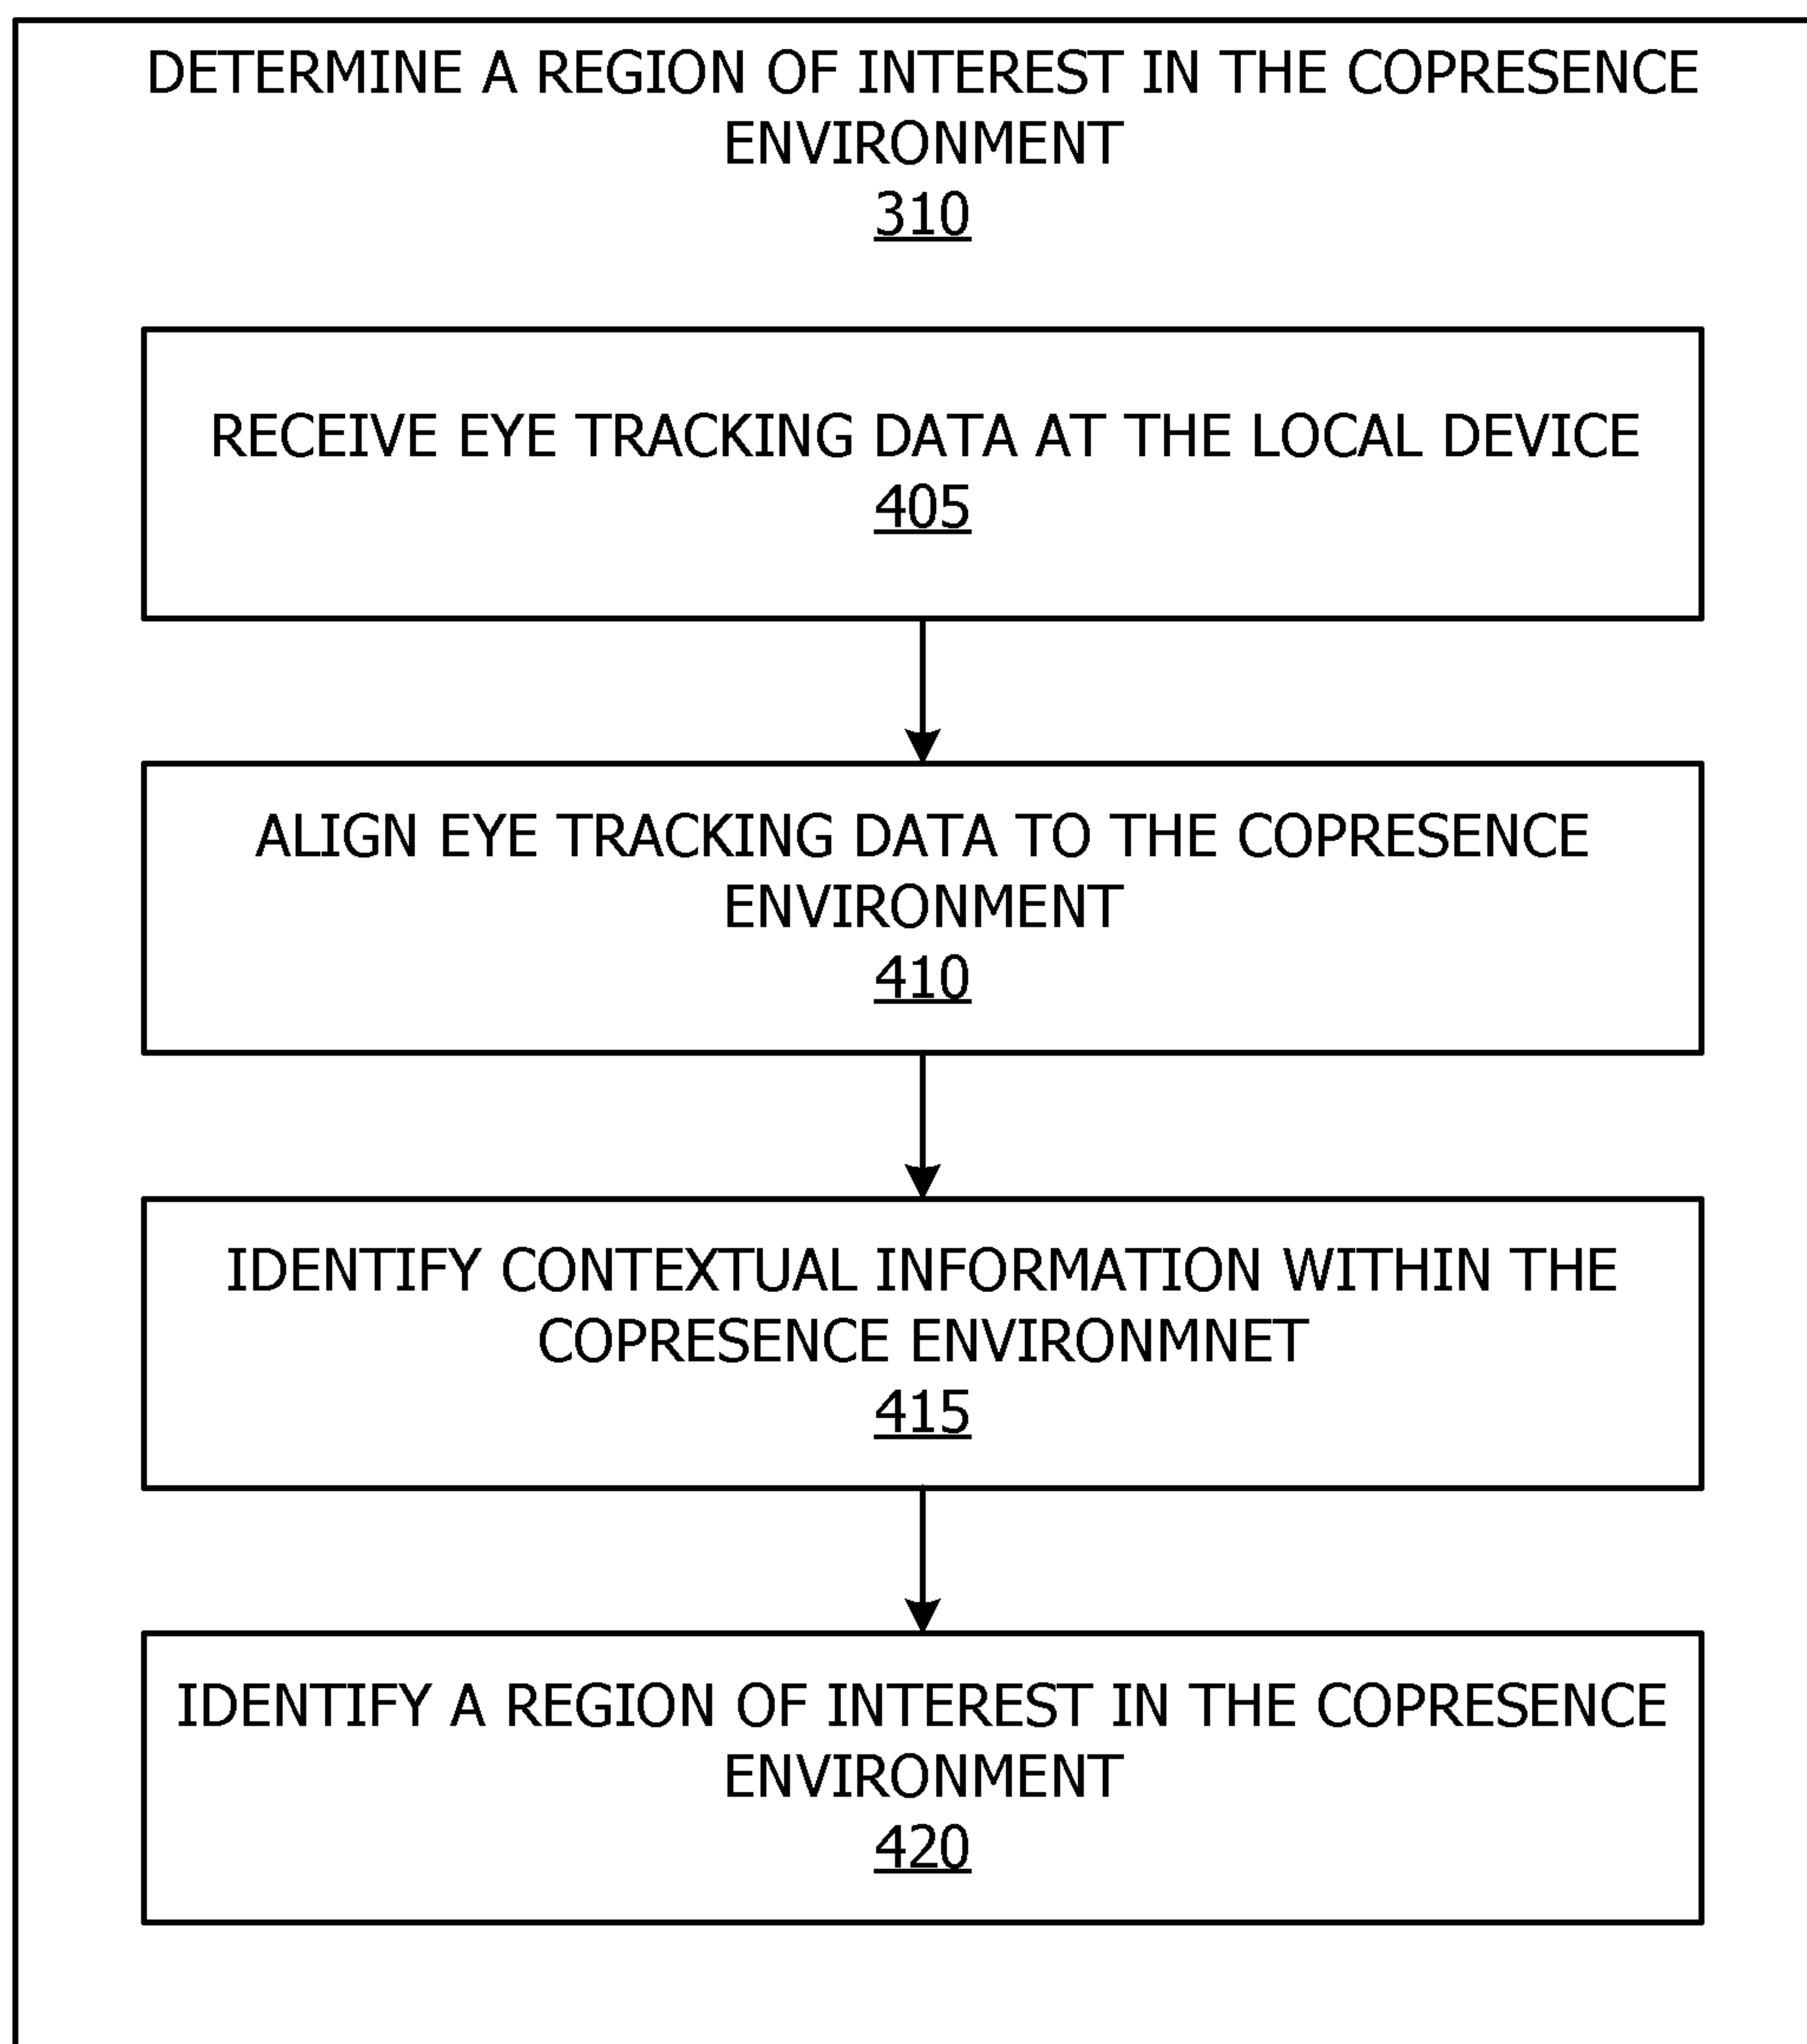 DETERMINE A REGION OF INTEREST IN THE COPRESENCE
ENVIRONMENT
310
RECEIVE EYE TRACKING DATA AT THE LOCAL DEVICE
405
ALIGN EYE TRACKING DATA TO THE COPRESENCE
ENVIRONMENT
410
IDENTIFY CONTEXTUAL INFORMATION WITHIN THE
COPRESENCE ENVIRONMNET
415
IDENTIFY A REGION OF INTEREST IN THE COPRESENCE
ENVIRONMENT
420